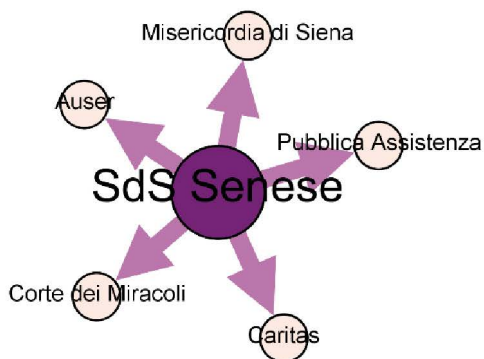 Misericordia di Siena
Auser
Pubblica Assistenza
SdS Senese
Corte dei Miracoli
Caritas